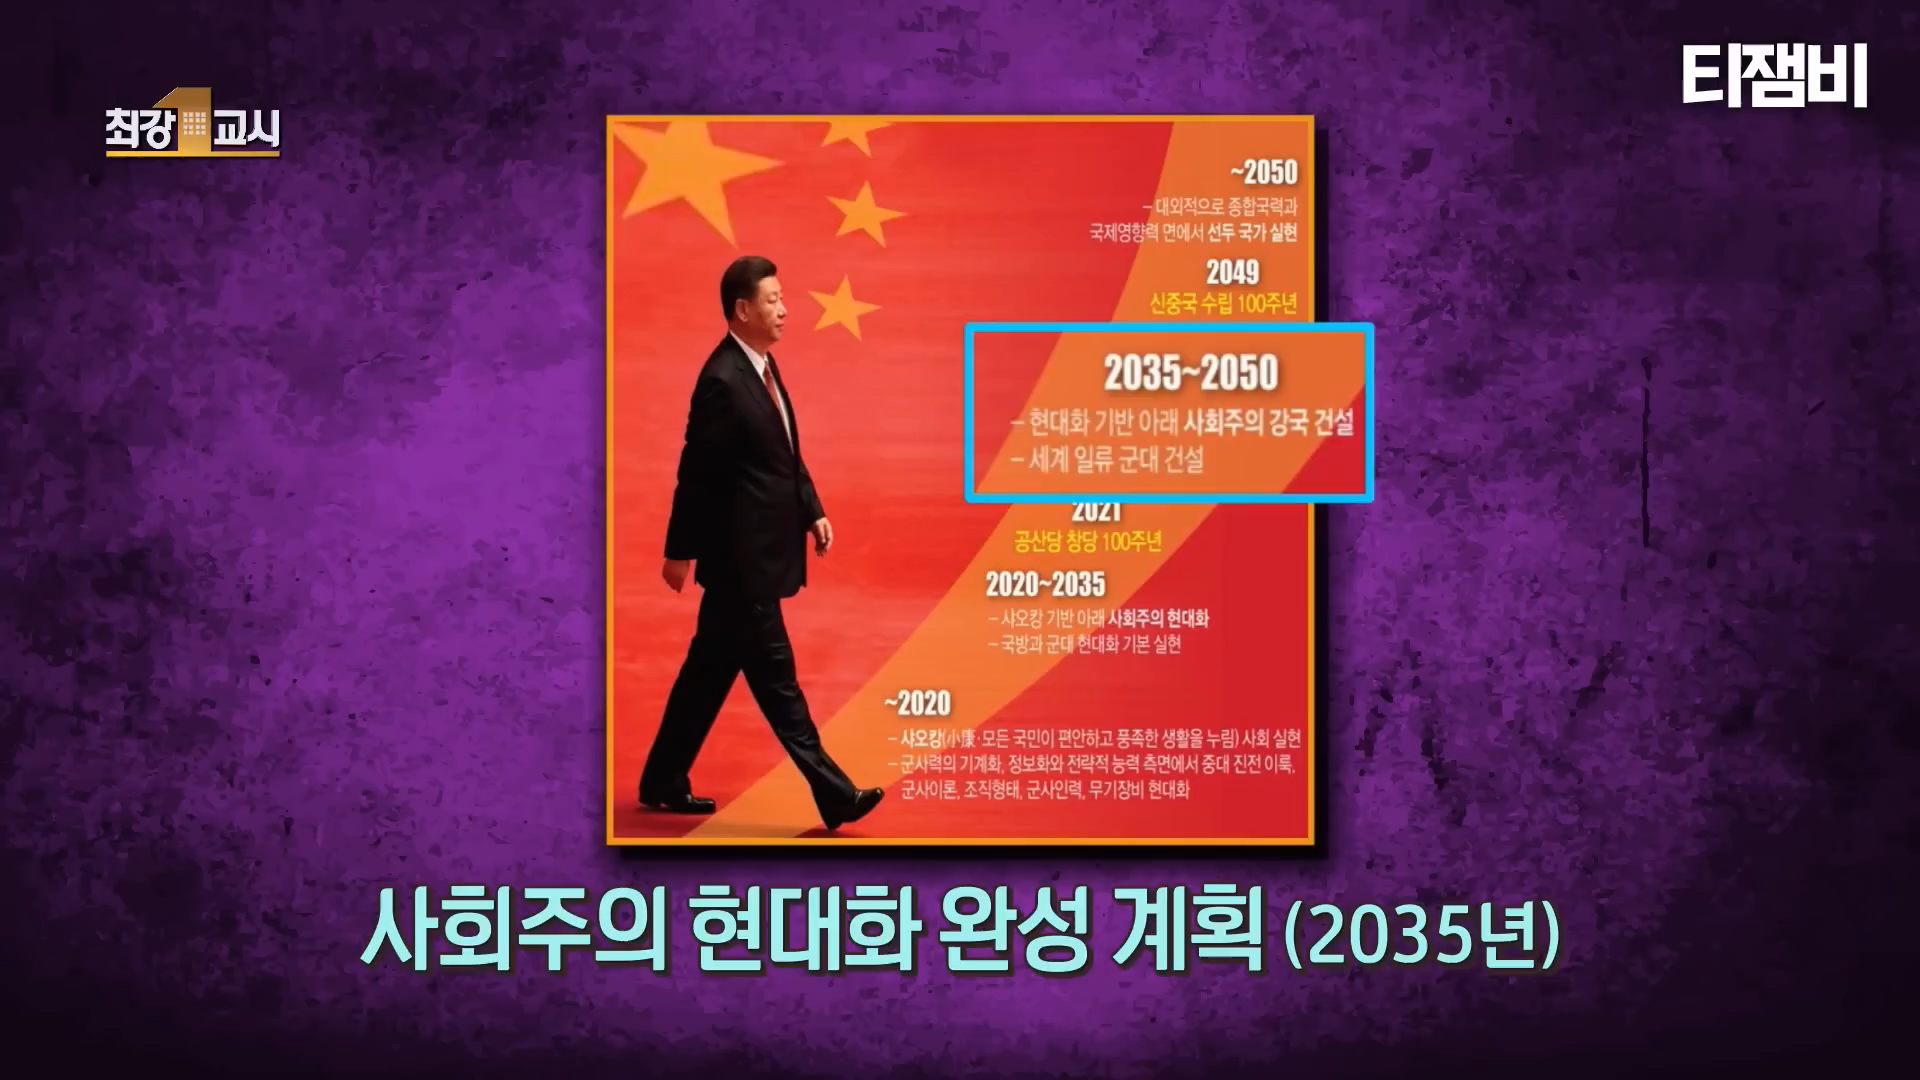 최강1교시
티잼비
~2050
– 대외적으로 종합국력과
국제영향력 면에서 선두 국가 실현
2049
신중국 수립 100주년
2035~2050
– 현대화 기반 아래 사회주의 강국 건설
– 세계 일류 군대 건설
2021
공산당 창당 100주년
2020~2035
– 샤오캉 기반 아래 사회주의 현대화
– 국방과 군대 현대화 기본 실현
~2020
– 샤오캉(小康·모든 국민이 편안하고 풍족한 생활을 누림) 사회 실현
– 군사력의 기계화, 정보화와 전략적 능력 측면에서 중대 진전 이룩,
군사이론, 조직형태, 군사인력, 무기장비 현대화
사회주의 현대화 완성 계획 (2035년)